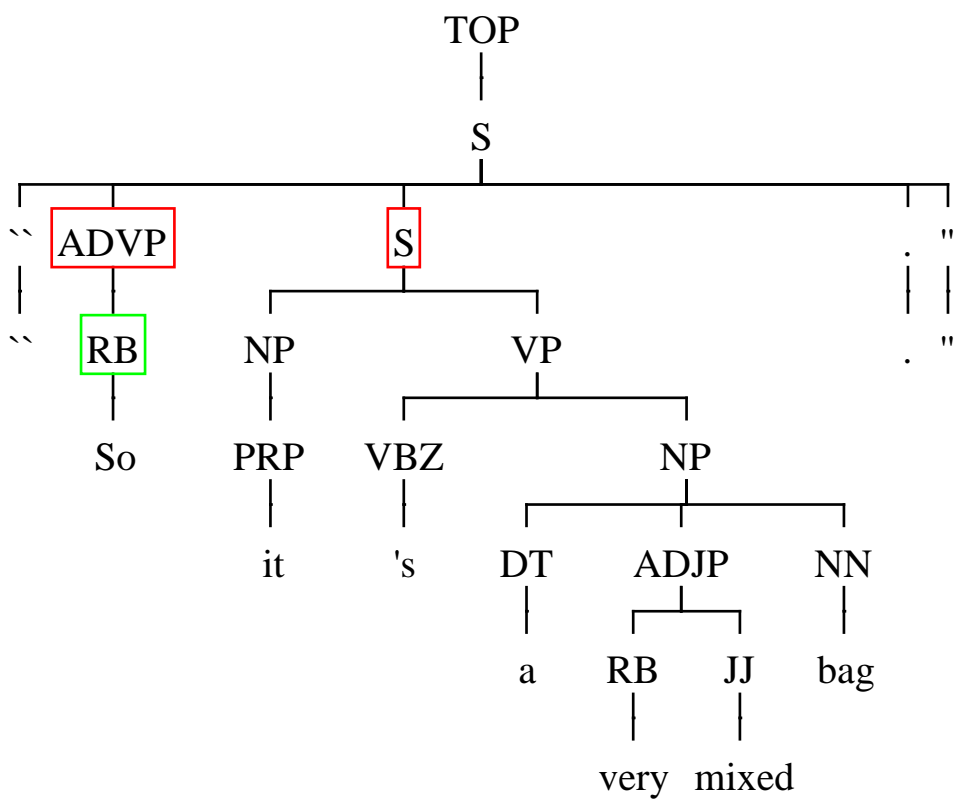 TOP
S
`` ADVP S . "
`` RB NP VP . "
So PRP VBZ NP
it 's DT ADJP NN
a RB JJ bag
very mixed